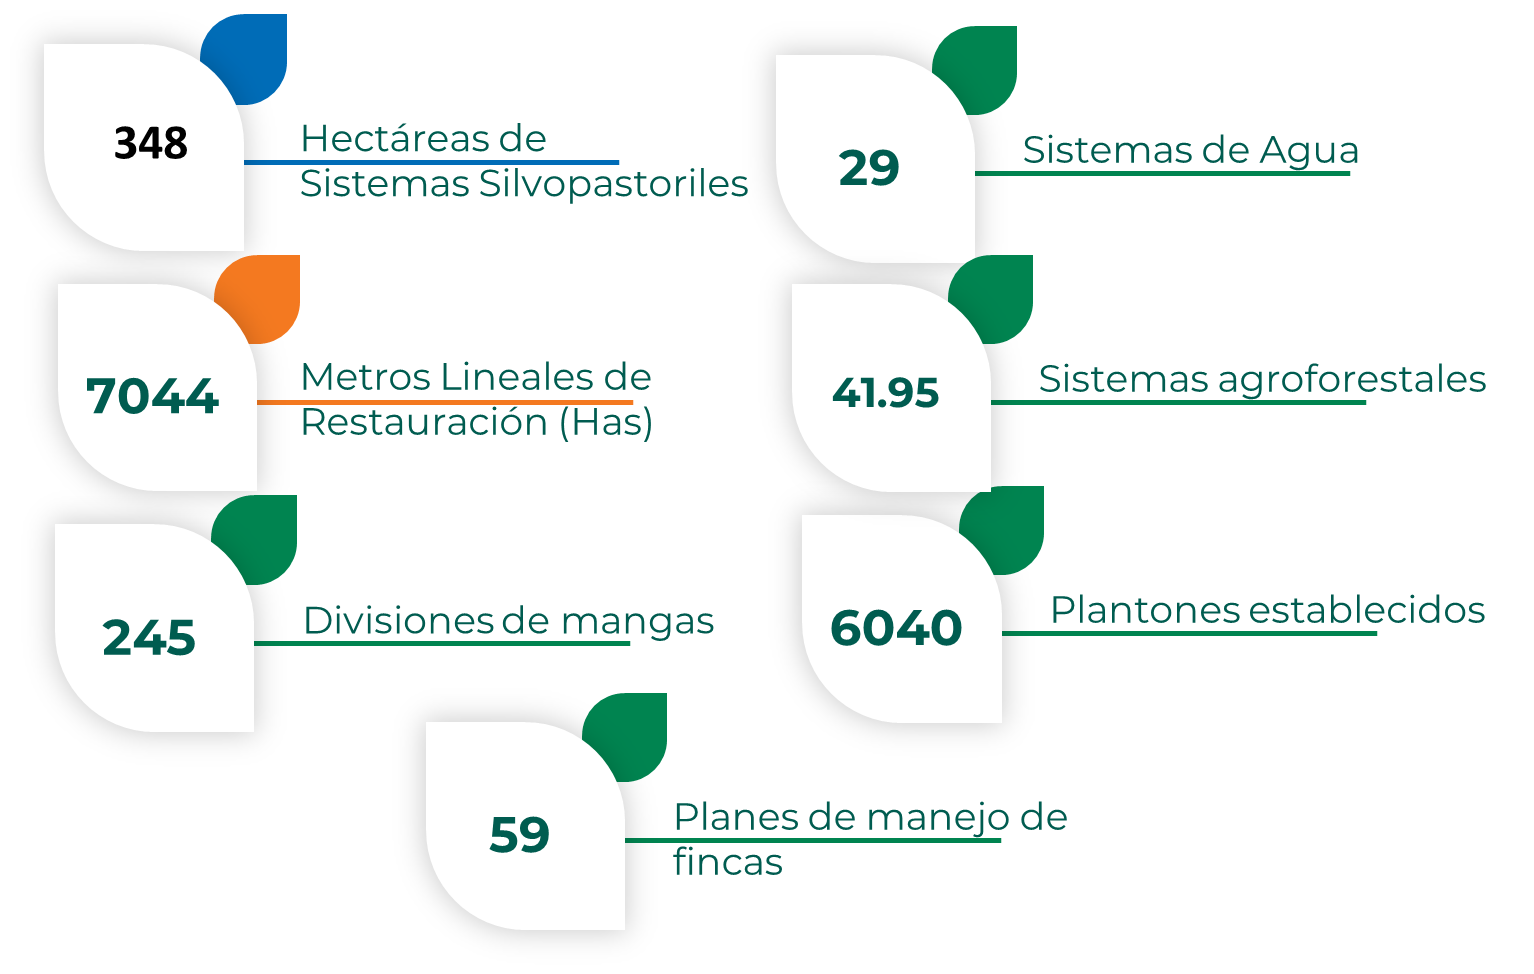 348
Hectáreas de
Sistemas Silvopastoriles
29
Sistemas de Agua
7044
Metros Lineales de
Restauración (Has)
41.95
Sistemas agroforestales
245
Divisiones de mangas
6040
Plantones establecidos
59
Planes de manejo de
fincas